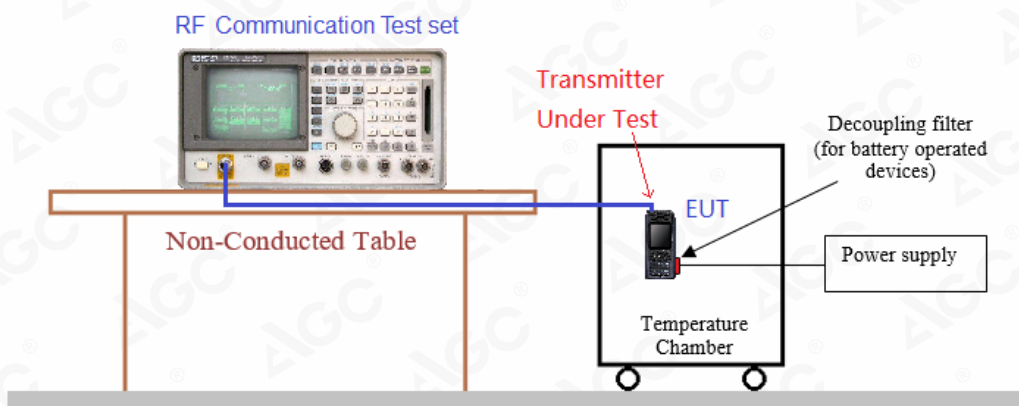 RF Communication Test set
Transmitter
Under Test
Decoupling filter
(for battery operated
devices)
EUT
Non-Conducted Table
Power supply
Temperature
Chamber
AGC